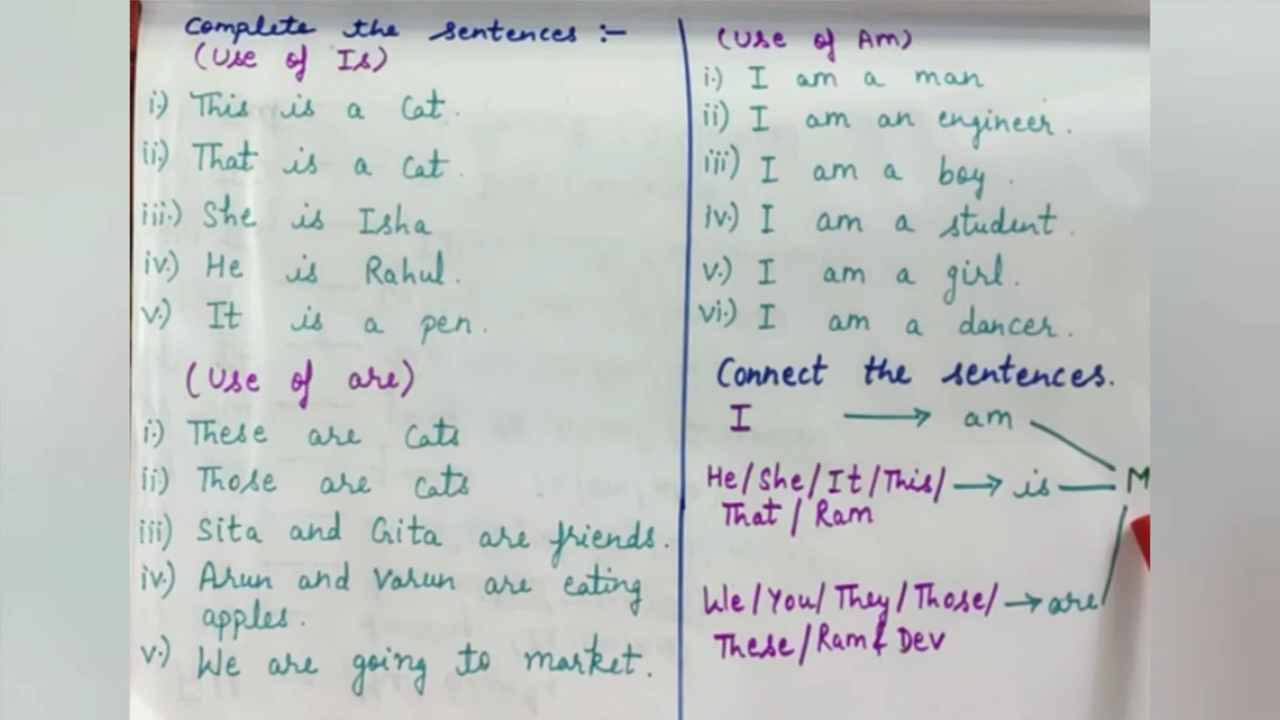 Complete the sentences :-
(Use of Is)
i) This is a cat.
ii) That is a cat.
iii) She is Isha
iv) He is Rahul.
v) It is a pen.
(Use of are)
i) These are cats
ii) Those are cats
iii) Sita and Gita are friends.
iv) Arun and Varun are eating
apples.
v) We are going to market.
(Use of Am)
i) I am a man
ii) I am an engineer.
iii) I am a boy.
iv) I am a student.
v) I am a girl.
vi) I am a dancer.
Connect the sentences.
I → am
He/She/It/This/ → is — M
That / Ram
We/You/They/Those/ → are
These/Ram & Dev